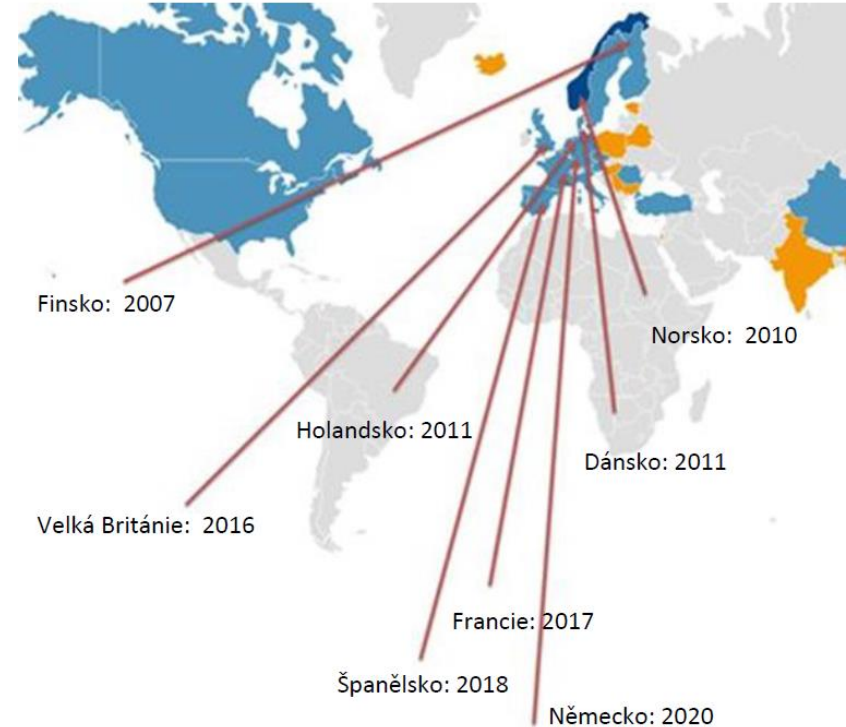 Finsko: 2007
Norsko: 2010
Holandsko: 2011
Dánsko: 2011
Velká Británie: 2016
Francie: 2017
Španělsko: 2018
Německo: 2020